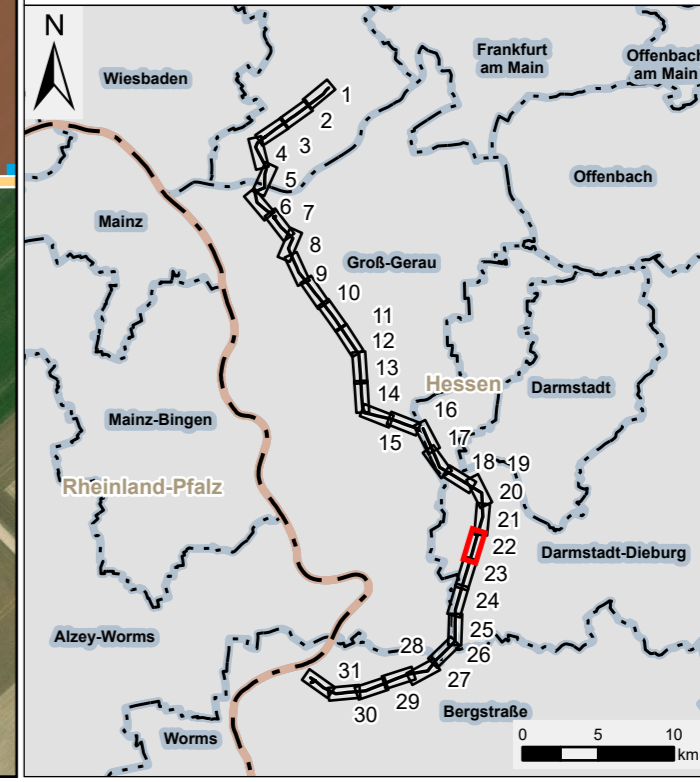 N
Wiesbaden
Frankfurt
am Main
Offenbach
am Main
Offenbach
Mainz
Groß-Gerau
Hessen
Darmstadt
Mainz-Bingen
Rheinland-Pfalz
Darmstadt-Dieburg
Alzey-Worms
Bergstraße
Worms
1
2
3
4
5
6
7
8
9
10
11
12
13
14
15
16
17
18
19
20
21
22
23
24
25
26
27
28
29
30
31
0 5 10
km